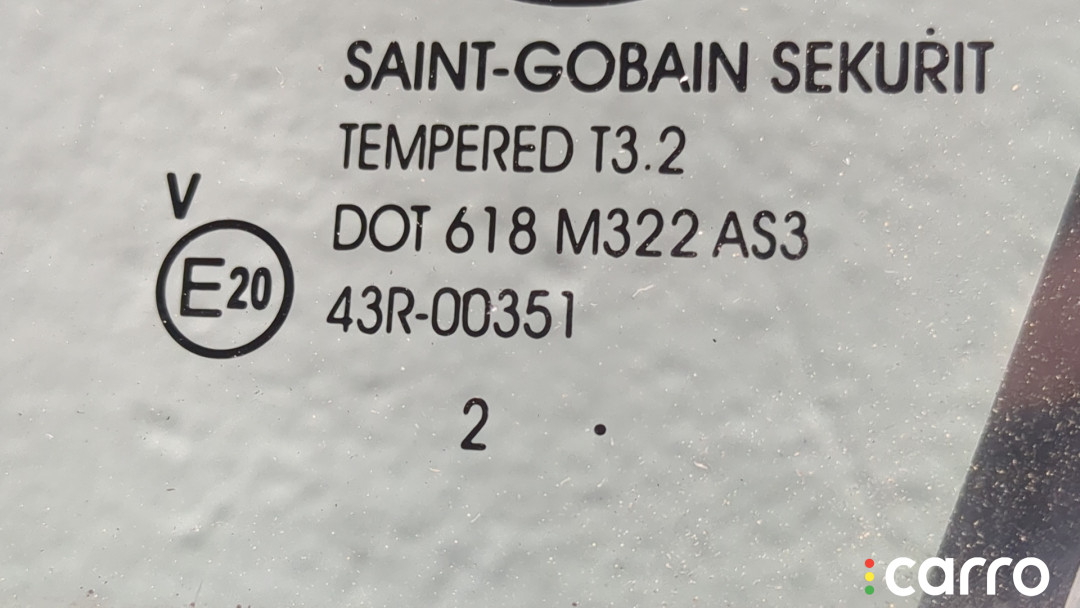 SAINT-GOBAIN SEKURIT
TEMPERED T3.2
V
DOT 618 M322 AS3
E20
43R-00351
2 .
carro